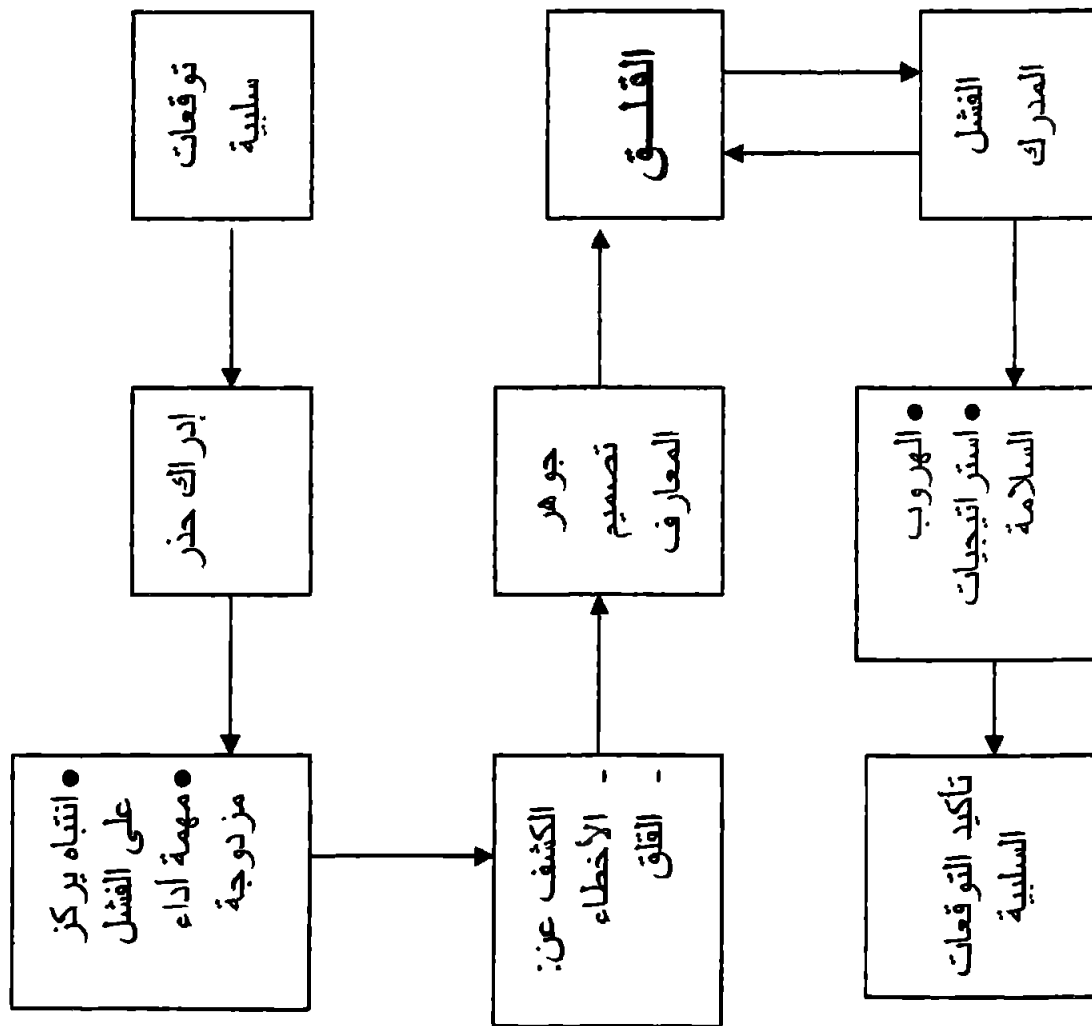 توقعات
سلبية
إدراك حذر
● انتباه يركز
على الفشل
● مهمة أداء
مزدوجة
الكشف عن:
- الأخطاء
- القلق
جوهر
تصميم
المعارف
القلـــق
الفشل
المدرك
● الهروب
● استراتيجيات
السلامة
تأكيد التوقعات
السلبية